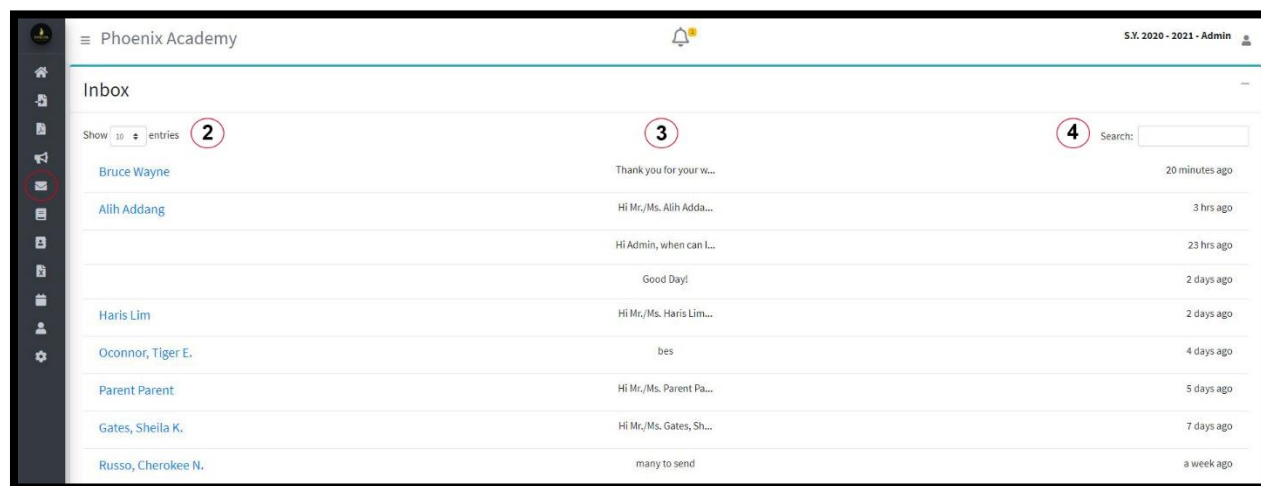 Phoenix Academy
S.Y. 2020 - 2021 - Admin
Inbox
Show 10 entries 2 3 4 Search:
Bruce Wayne Thank you for your w... 20 minutes ago
Alih Addang Hi Mr./Ms. Alih Adda... 3 hrs ago
Hi Admin, when can I... 23 hrs ago
Good Day! 2 days ago
Haris Lim Hi Mr./Ms. Haris Lim... 2 days ago
Oconnor, Tiger E. bes 4 days ago
Parent Parent Hi Mr./Ms. Parent Pa... 5 days ago
Gates, Sheila K. Hi Mr./Ms. Gates, Sh... 7 days ago
Russo, Cherokee N. many to send a week ago